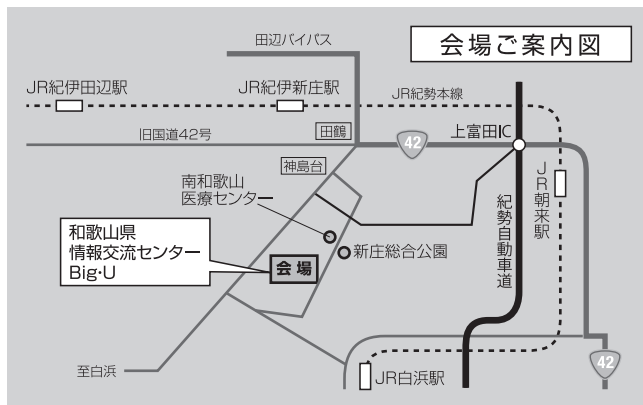 会場ご案内図
田辺バイパス
JR紀伊田辺駅
JR紀伊新庄駅
JR紀勢本線
旧国道42号
田鶴
42
上富田IC
神島台
JR朝来駅
南和歌山
医療センター
紀勢自動車道
和歌山県
情報交流センター
Big・U
新庄総合公園
会場
至白浜
JR白浜駅
42